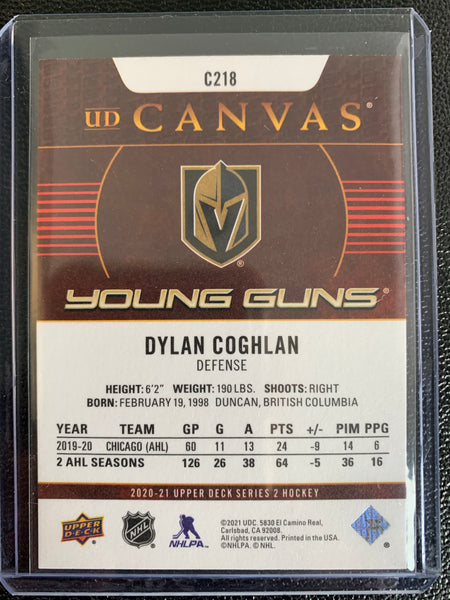 C218
UD CANVAS®
®
YOUNG GUNS®
DYLAN COGHLAN
DEFENSE
HEIGHT: 6'2" WEIGHT: 190 LBS. SHOOTS: RIGHT
BORN: FEBRUARY 19, 1998 DUNCAN, BRITISH COLUMBIA
YEAR TEAM GP G A PTS +/- PIM PPG
2019-20 CHICAGO (AHL) 60 11 13 24 -9 14 6
2 AHL SEASONS 126 26 38 64 -5 36 16
2020-21 UPPER DECK SERIES 2 HOCKEY
UPPER DECK
NHL
NHLPA
©2021 UDC. 5830 El Camino Real,
Carlsbad, CA 92008.
All rights reserved. Printed in the USA.
©NHLPA. © NHL.